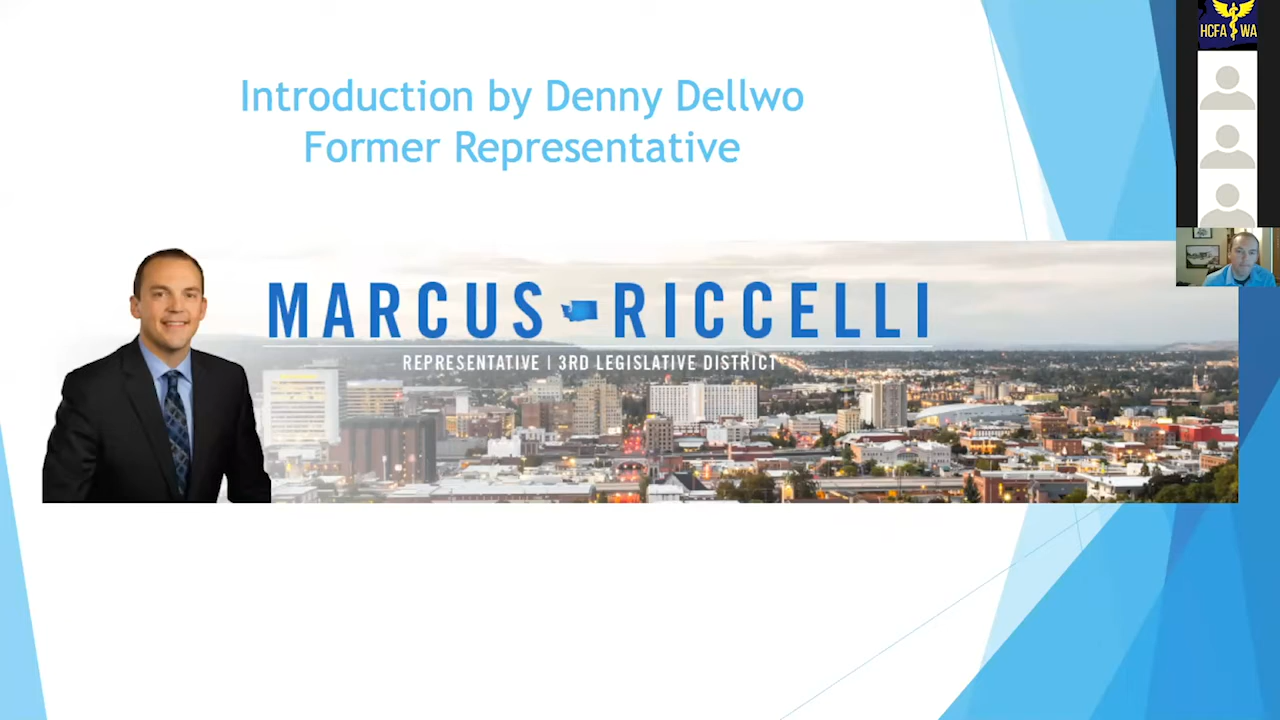 Introduction by Denny Dellwo
Former Representative
MARCUS RICCELLI
REPRESENTATIVE | 3RD LEGISLATIVE DISTRICT
HCFA WA